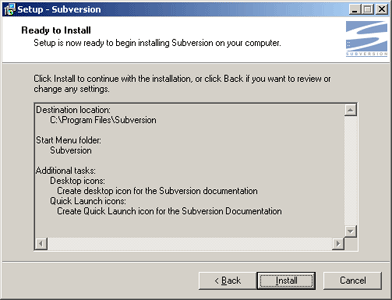 Setup - Subversion
Ready to Install
Setup is now ready to begin installing Subversion on your computer.
SUBVERSION
Click Install to continue with the installation, or click Back if you want to review or
change any settings.
Destination location:
C:\Program Files\Subversion
Start Menu folder:
Subversion
Additional tasks:
Desktop icons:
Create desktop icon for the Subversion documentation
Quick Launch icons:
Create Quick Launch icon for the Subversion Documentation
< Back
Install
Cancel